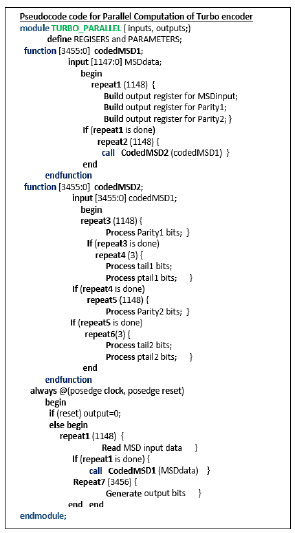 Pseudocode code for Parallel Computation of Turbo encoder
module TURBO_PARALLEL ( inputs, outputs;)
define REGISERS and PARAMETERS;
function [3455:0] codedMSD1;
input [1147:0] MSDdata;
begin
repeat1 (1148) {
Build output register for MSDinput;
Build output register for Parity1;
Build output register for Parity2; }
If (repeat1 is done)
repeat2 (1148) {
call CodedMSD2 (codedMSD1) }
end
endfunction
function [3455:0] codedMSD2;
input [3455:0] codedMSD1;
begin
repeat3 (1148) {
Process Parity1 bits; }
If (repeat3 is done)
repeat4 (3) {
Process tail1 bits;
Process ptail1 bits; }
If (repeat4 is done)
repeat5 (1148) {
Process Parity2 bits; }
If (repeat5 is done)
repeat6(3) {
Process tail2 bits;
Process ptail2 bits; }
end
endfunction
always @(posedge clock, posedge reset)
begin
if (reset) output=0;
else begin
repeat1 (1148) {
Read MSD input data }
If (repeat1 is done) {
call CodedMSD1 (MSDdata) }
Repeat7 (3456) {
Generate output bits }
end end
endmodule;